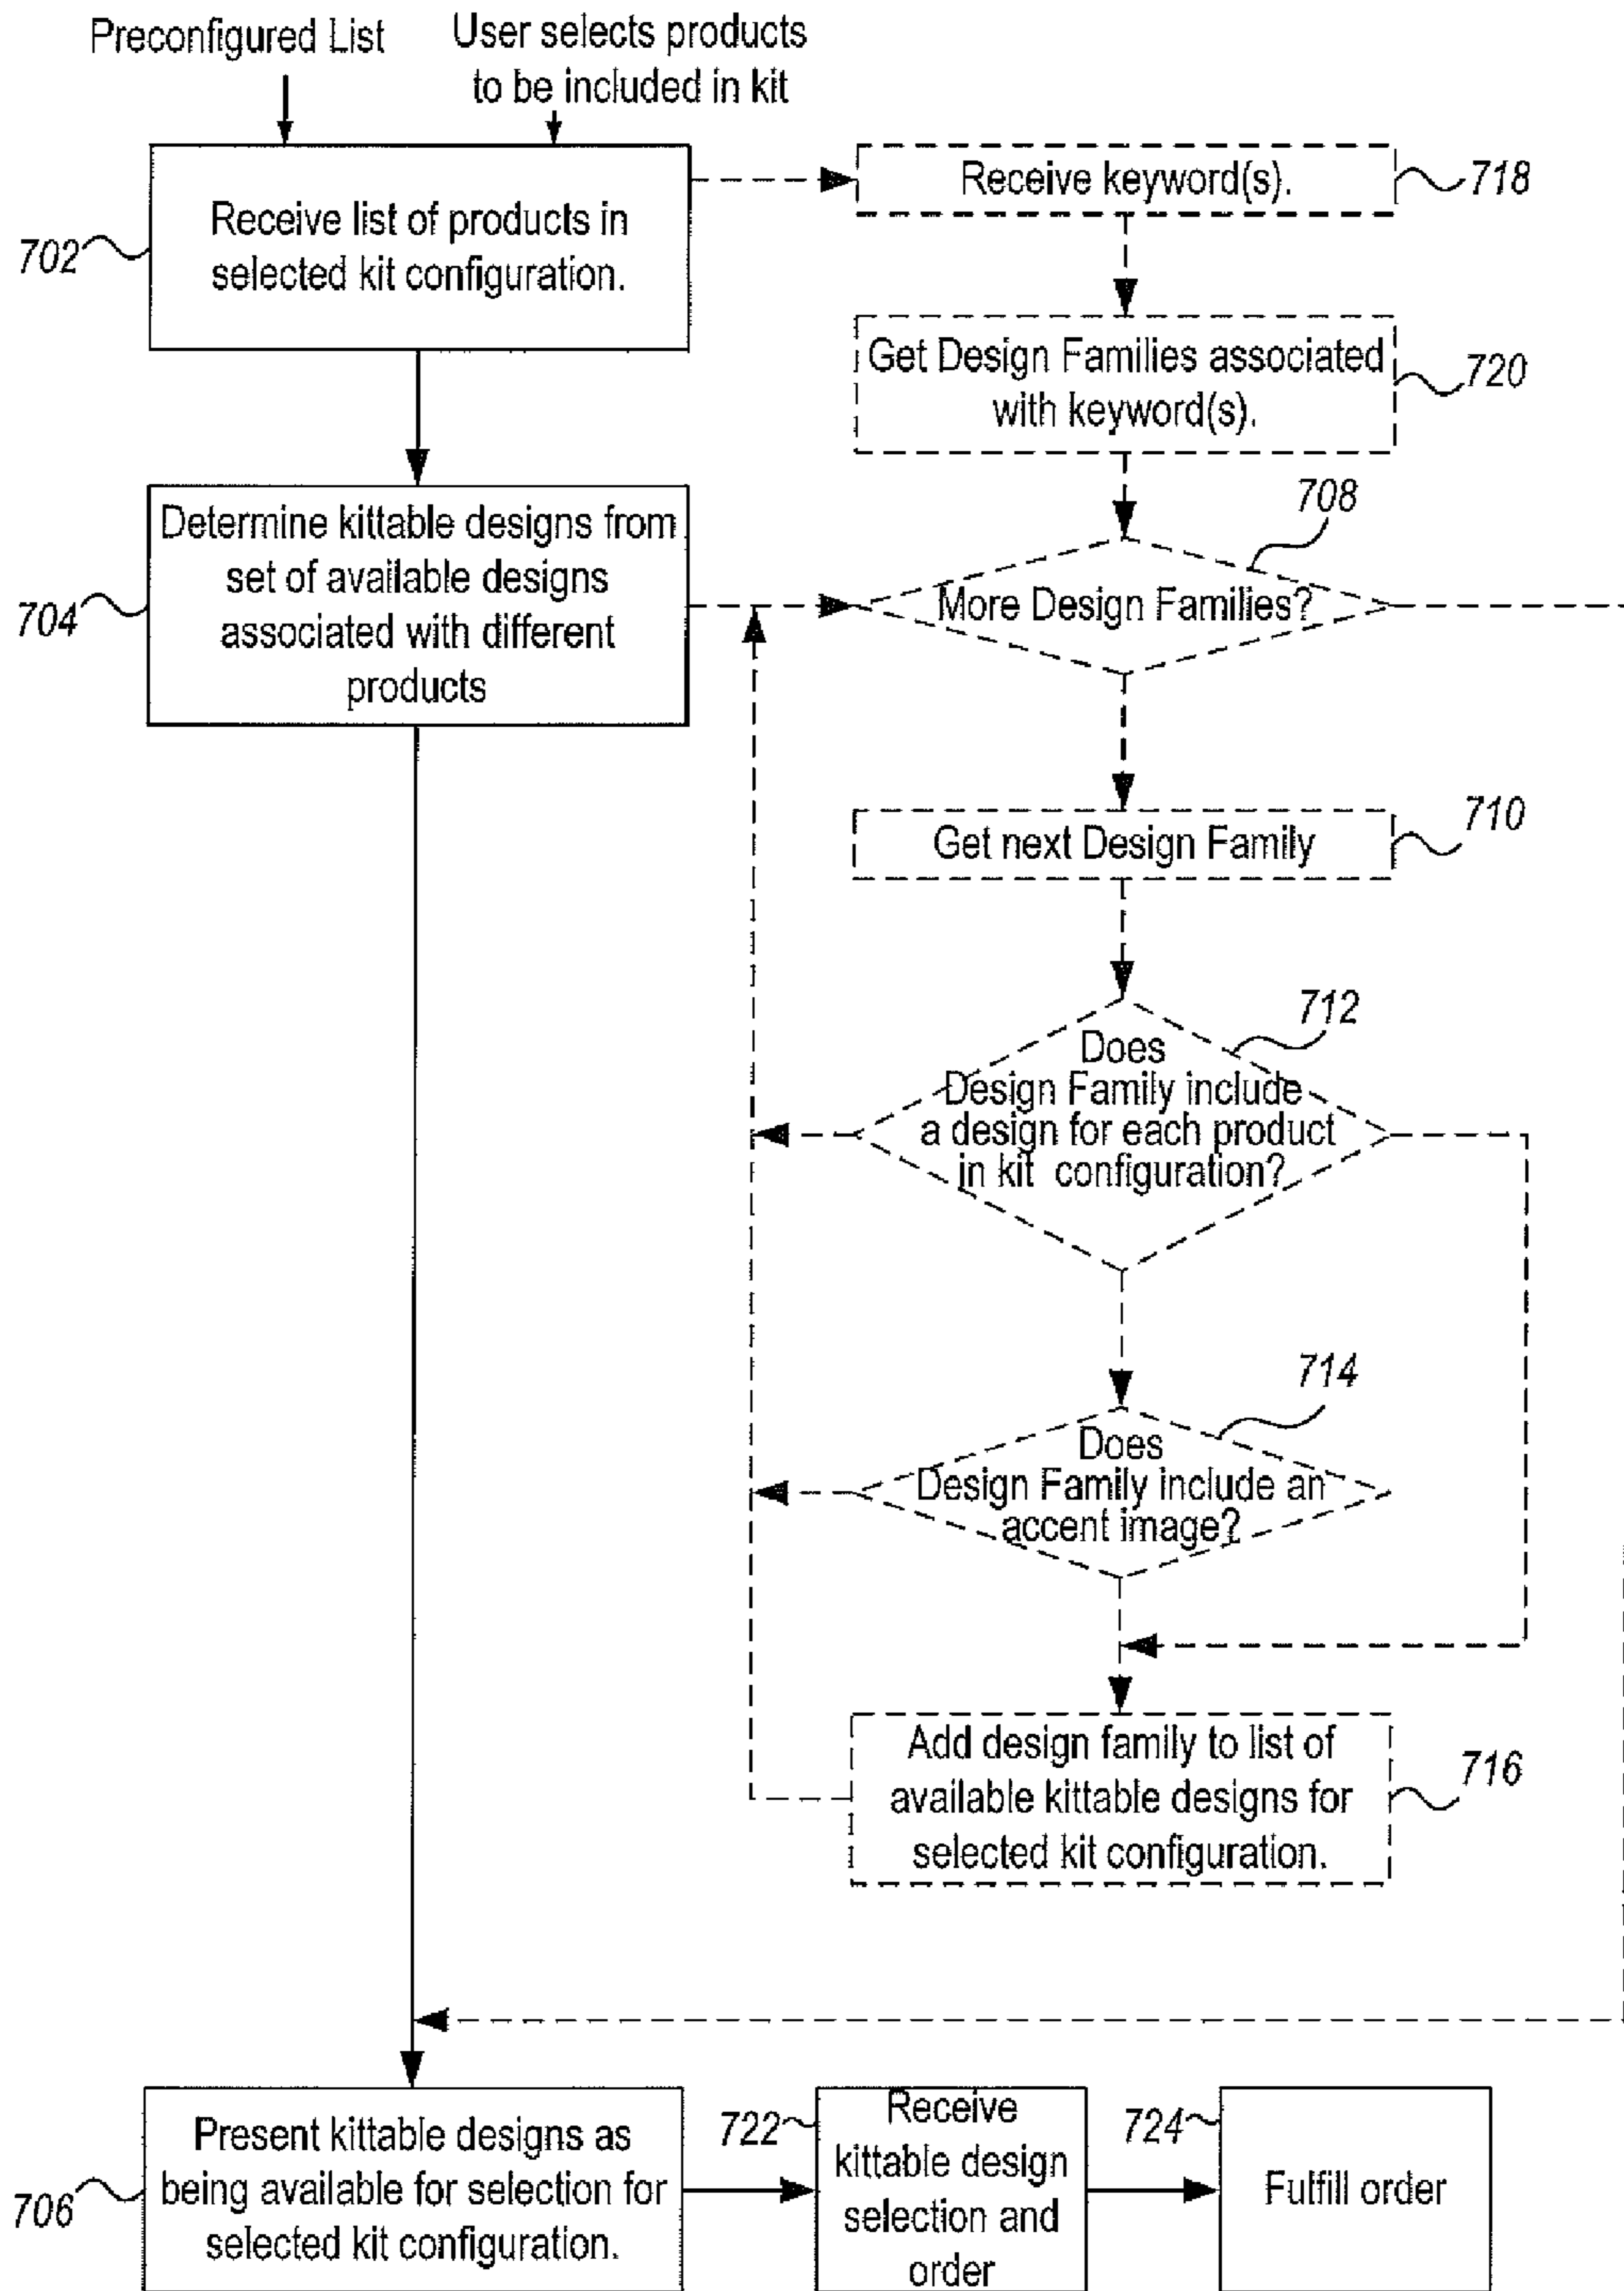 Preconfigured List
User selects products
to be included in kit
702
Receive list of products in
selected kit configuration.
Receive keyword(s).
718
Get Design Families associated
with keyword(s).
720
704
Determine kittable designs from
set of available designs
associated with different
products
708
More Design Families?
Get next Design Family
710
712
Does
Design Family include
a design for each product
in kit configuration?
714
Does
Design Family include an
accent image?
Add design family to list of
available kittable designs for
selected kit configuration.
716
706
Present kittable designs as
being available for selection for
selected kit configuration.
722
Receive
kittable design
selection and
order
724
Fulfill order